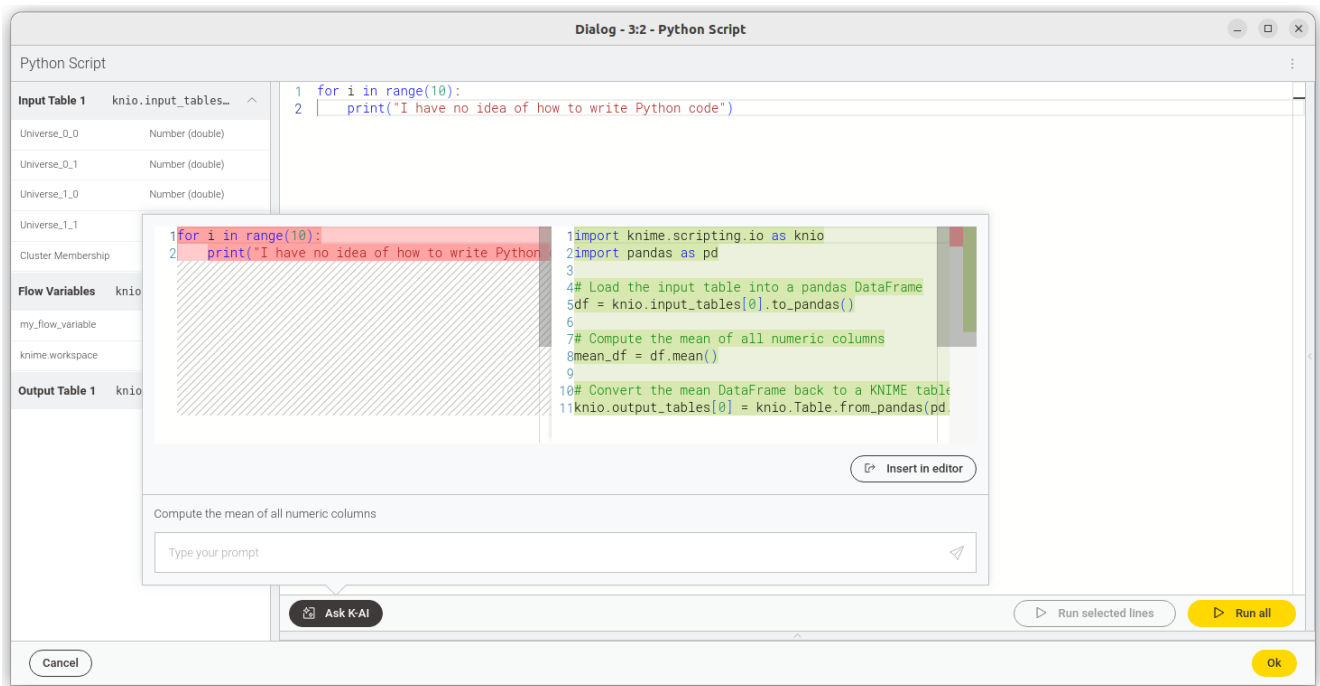 Dialog - 3:2 - Python Script
Python Script
Input Table 1 knio.input_tables…
Universe_0_0 Number (double)
Universe_0_1 Number (double)
Universe_1_0 Number (double)
Universe_1_1
Cluster Membership
Flow Variables knio
my_flow_variable
knime.workspace
Output Table 1 knio
1 for i in range(10):
2 print("I have no idea of how to write Python code")
1 for i in range(10):
2 print("I have no idea of how to write Python
1 import knime.scripting.io as knio
2 import pandas as pd
3
4 # Load the input table into a pandas DataFrame
5 df = knio.input_tables[0].to_pandas()
6
7 # Compute the mean of all numeric columns
8 mean_df = df.mean()
9
10 # Convert the mean DataFrame back to a KNIME table
11 knio.output_tables[0] = knio.Table.from_pandas(pd.
Insert in editor
Compute the mean of all numeric columns
Type your prompt
Ask K-AI
Run selected lines
Run all
Cancel
Ok